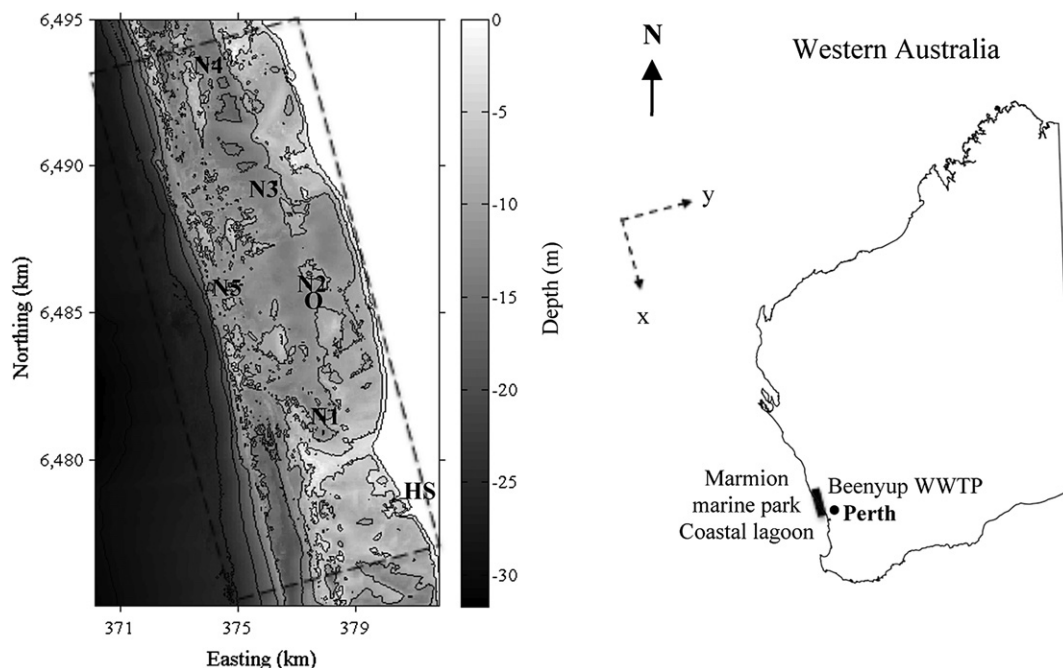 6,495
6,490
6,485
6,480
Northing (km)
371
375
379
Easting (km)
N4
N3
N2
O
N5
N1
HS
0
-5
-10
-15
-20
-25
-30
Depth (m)
N
Western Australia
y
x
Marmion
marine park
Coastal lagoon
Beenyup WWTP
Perth